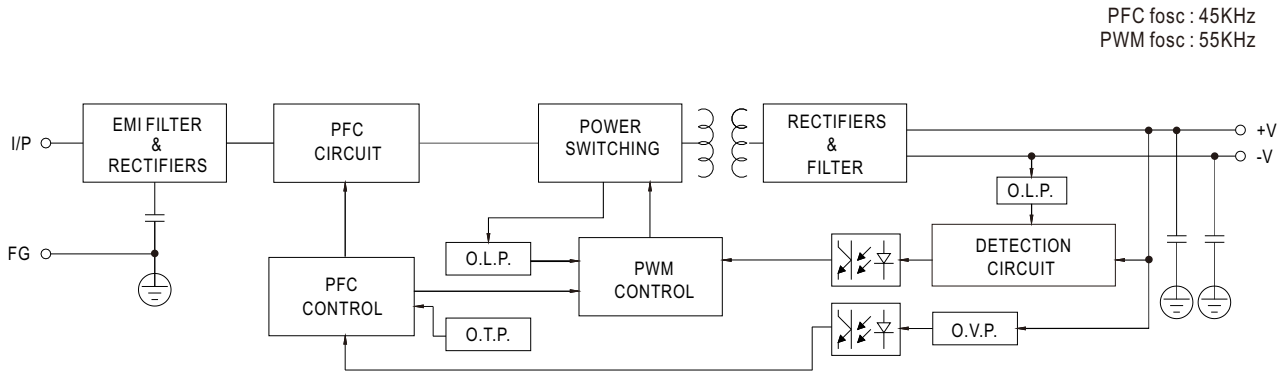 PFC fosc : 45KHz
PWM fosc : 55KHz
I/P
EMI FILTER
&
RECTIFIERS
PFC
CIRCUIT
POWER
SWITCHING
RECTIFIERS
&
FILTER
+V
-V
O.L.P.
FG
O.L.P.
PFC
CONTROL
PWM
CONTROL
DETECTION
CIRCUIT
O.T.P.
O.V.P.